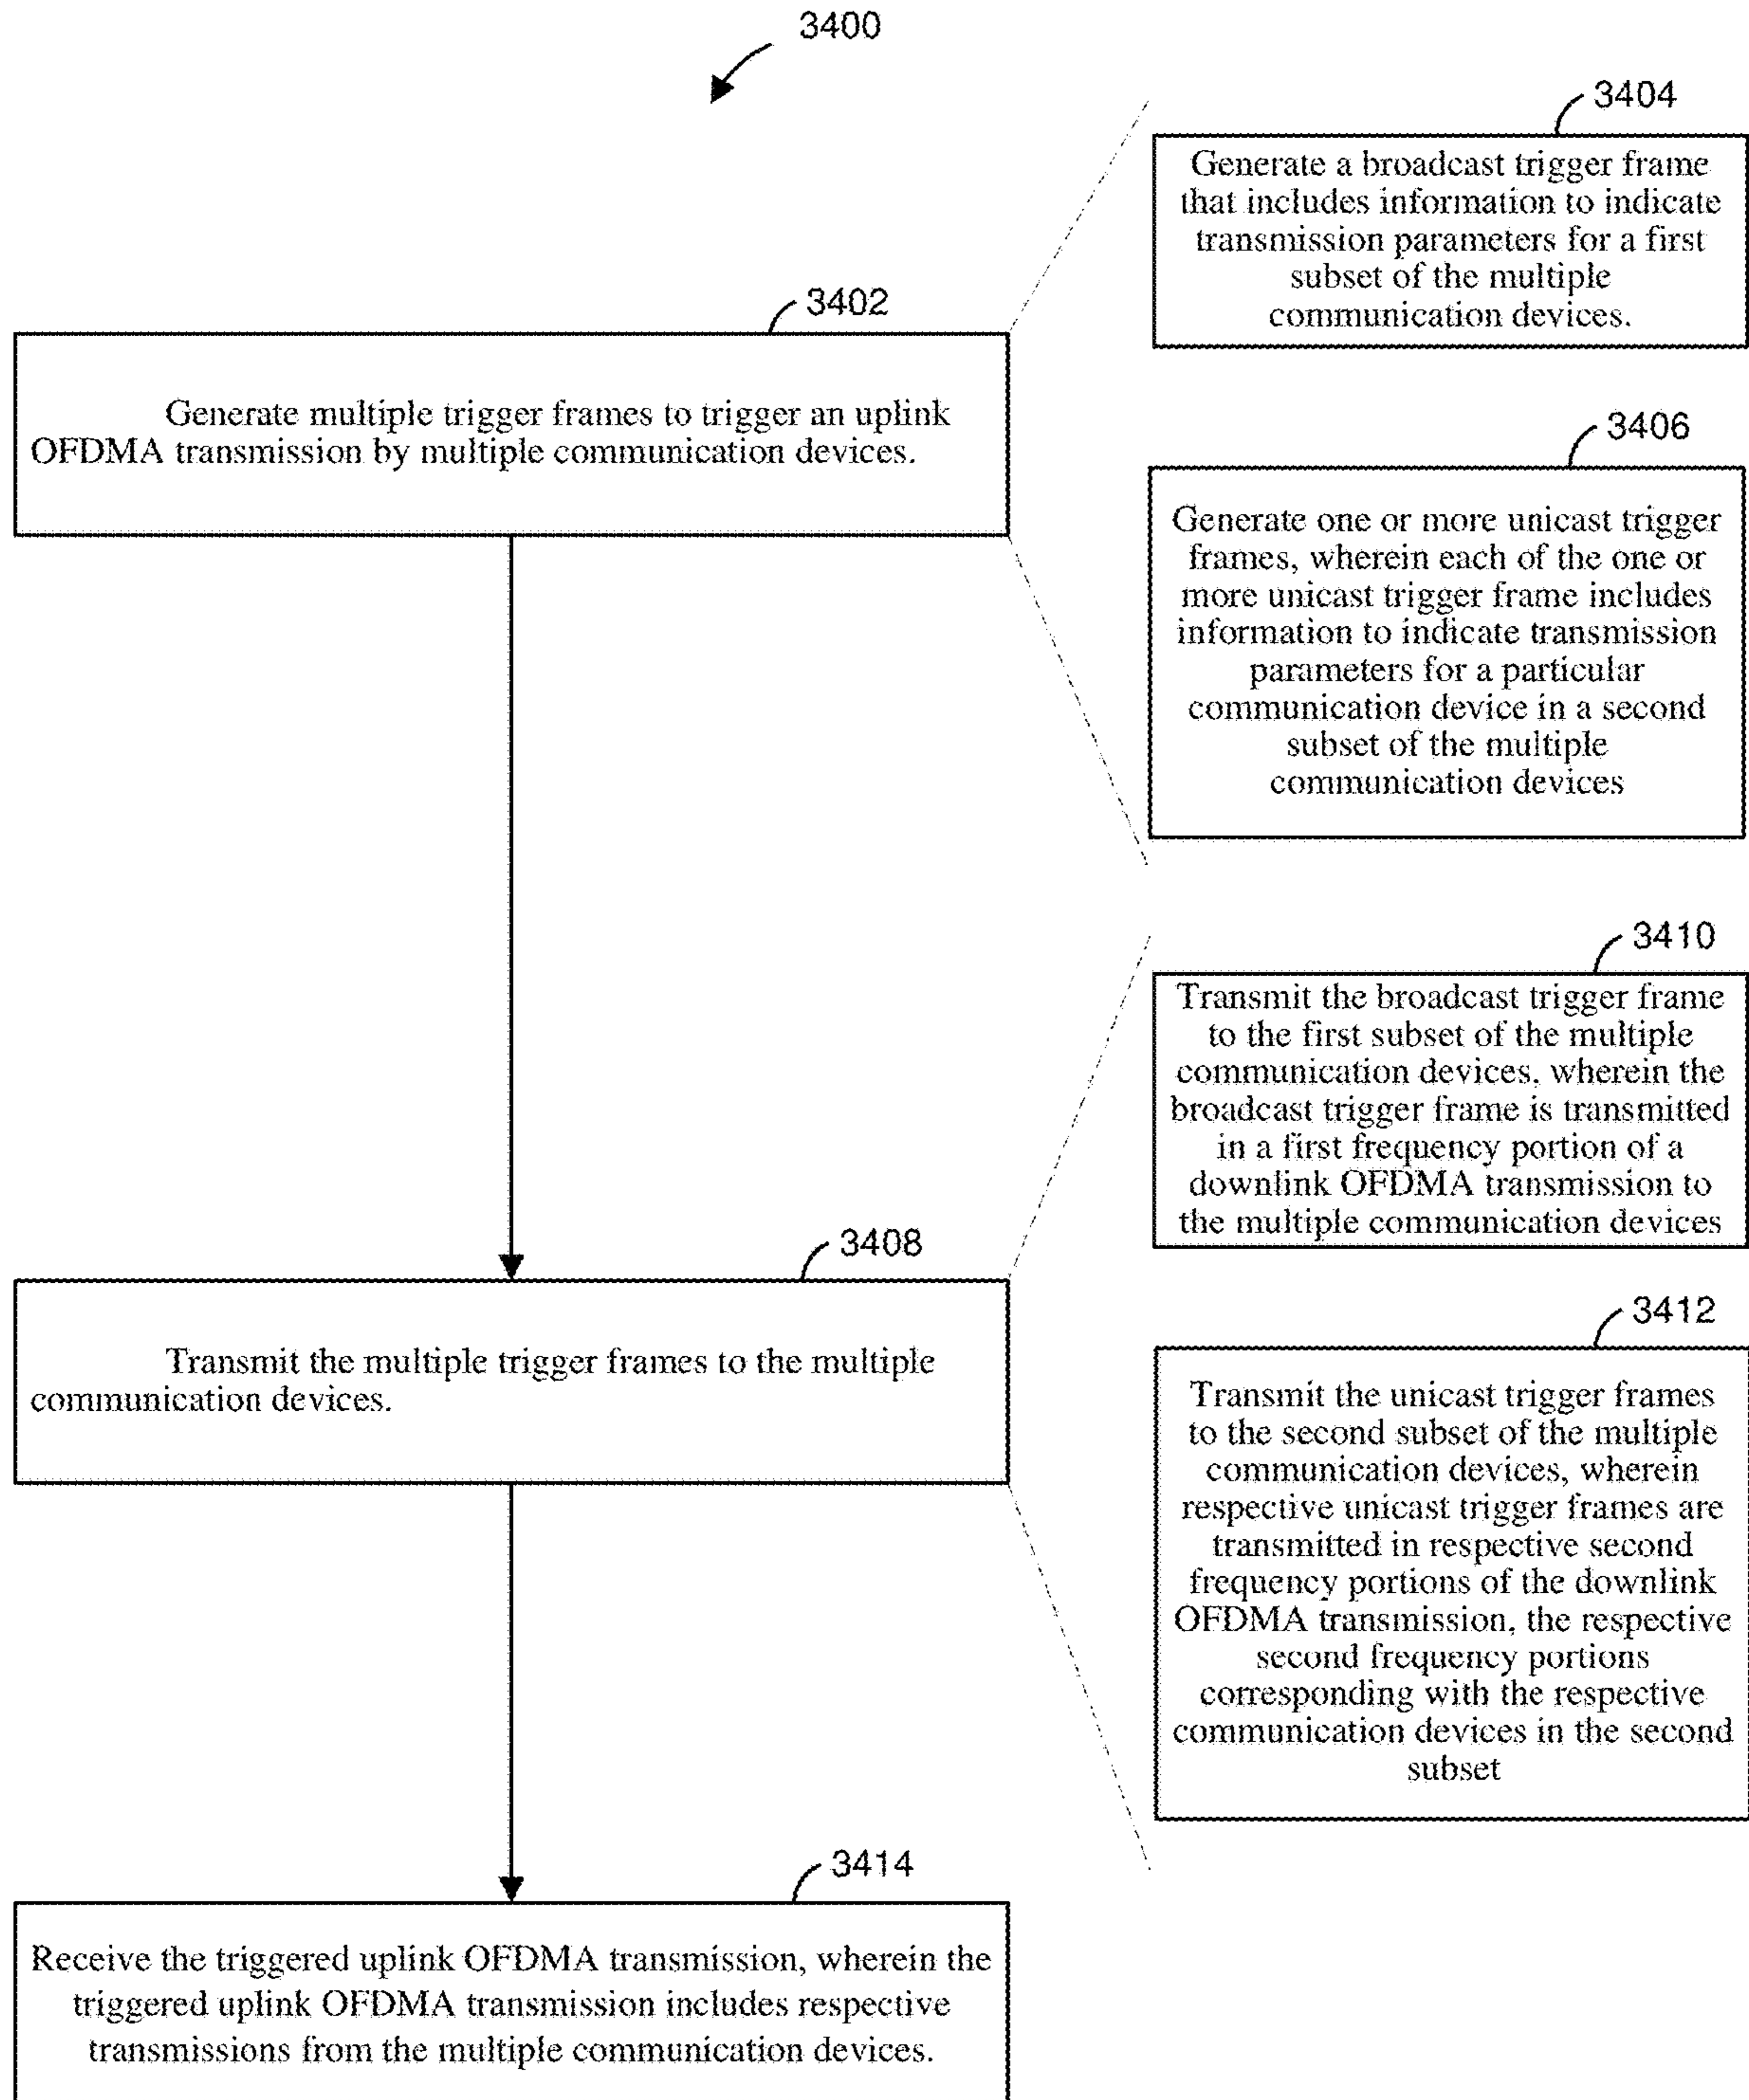 3400
3402
Generate multiple trigger frames to trigger an uplink
OFDMA transmission by multiple communication devices.
3404
Generate a broadcast trigger frame
that includes information to indicate
transmission parameters for a first
subset of the multiple
communication devices.
3406
Generate one or more unicast trigger
frames, wherein each of the one or
more unicast trigger frame includes
information to indicate transmission
parameters for a particular
communication device in a second
subset of the multiple
communication devices
3408
Transmit the multiple trigger frames to the multiple
communication devices.
3410
Transmit the broadcast trigger frame
to the first subset of the multiple
communication devices, wherein the
broadcast trigger frame is transmitted
in a first frequency portion of a
downlink OFDMA transmission to
the multiple communication devices
3412
Transmit the unicast trigger frames
to the second subset of the multiple
communication devices, wherein
respective unicast trigger frames are
transmitted in respective second
frequency portions of the downlink
OFDMA transmission, the respective
second frequency portions
corresponding with the respective
communication devices in the second
subset
3414
Receive the triggered uplink OFDMA transmission, wherein the
triggered uplink OFDMA transmission includes respective
transmissions from the multiple communication devices.